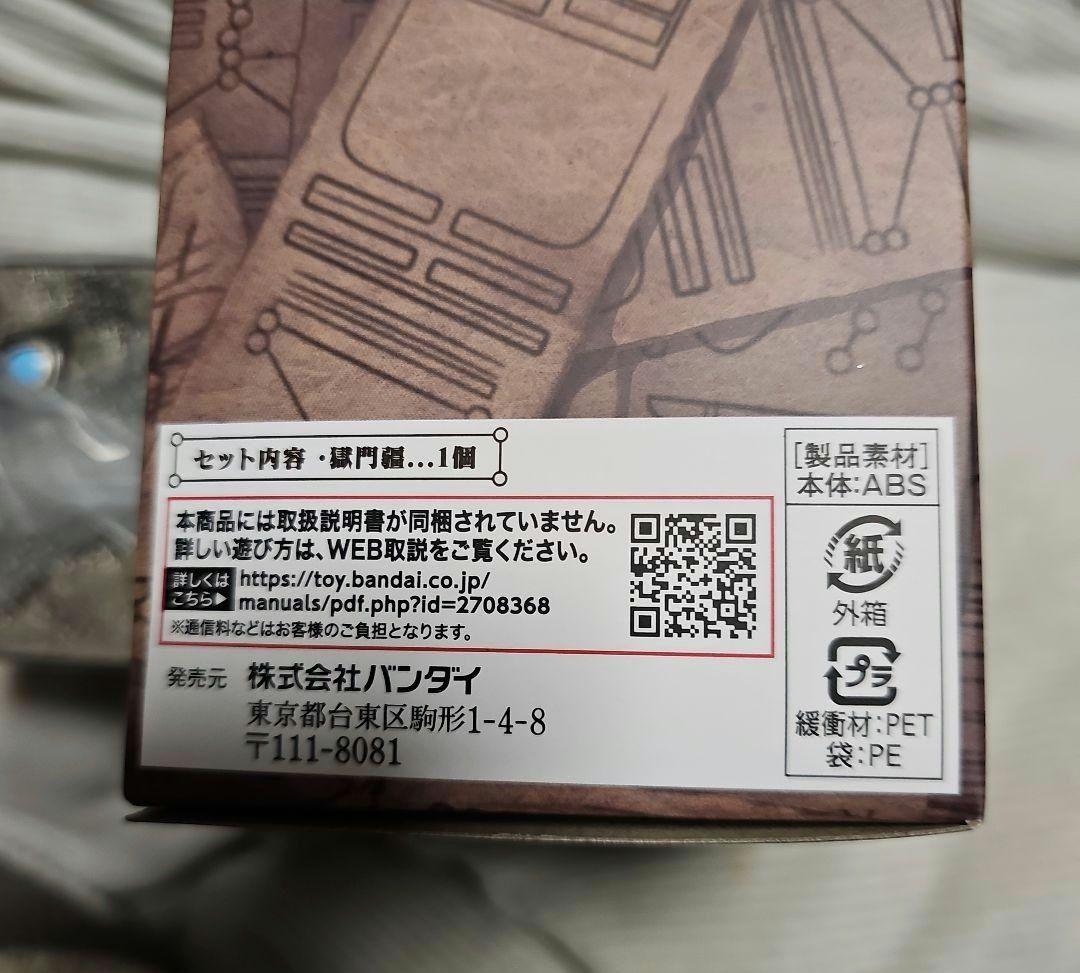 セット内容・獄門疆…1個
本商品には取扱説明書が同梱されていません。
詳しい遊び方は、WEB取説をご覧ください。
詳しくは
こちら▶
https://toy.bandai.co.jp/
manuals/pdf.php?id=2708368
※通信料などはお客様のご負担となります。
発売元 株式会社バンダイ
東京都台東区駒形1-4-8
〒111-8081
[製品素材]
本体:ABS
紙
外箱
プラ
緩衝材:PET
袋:PE